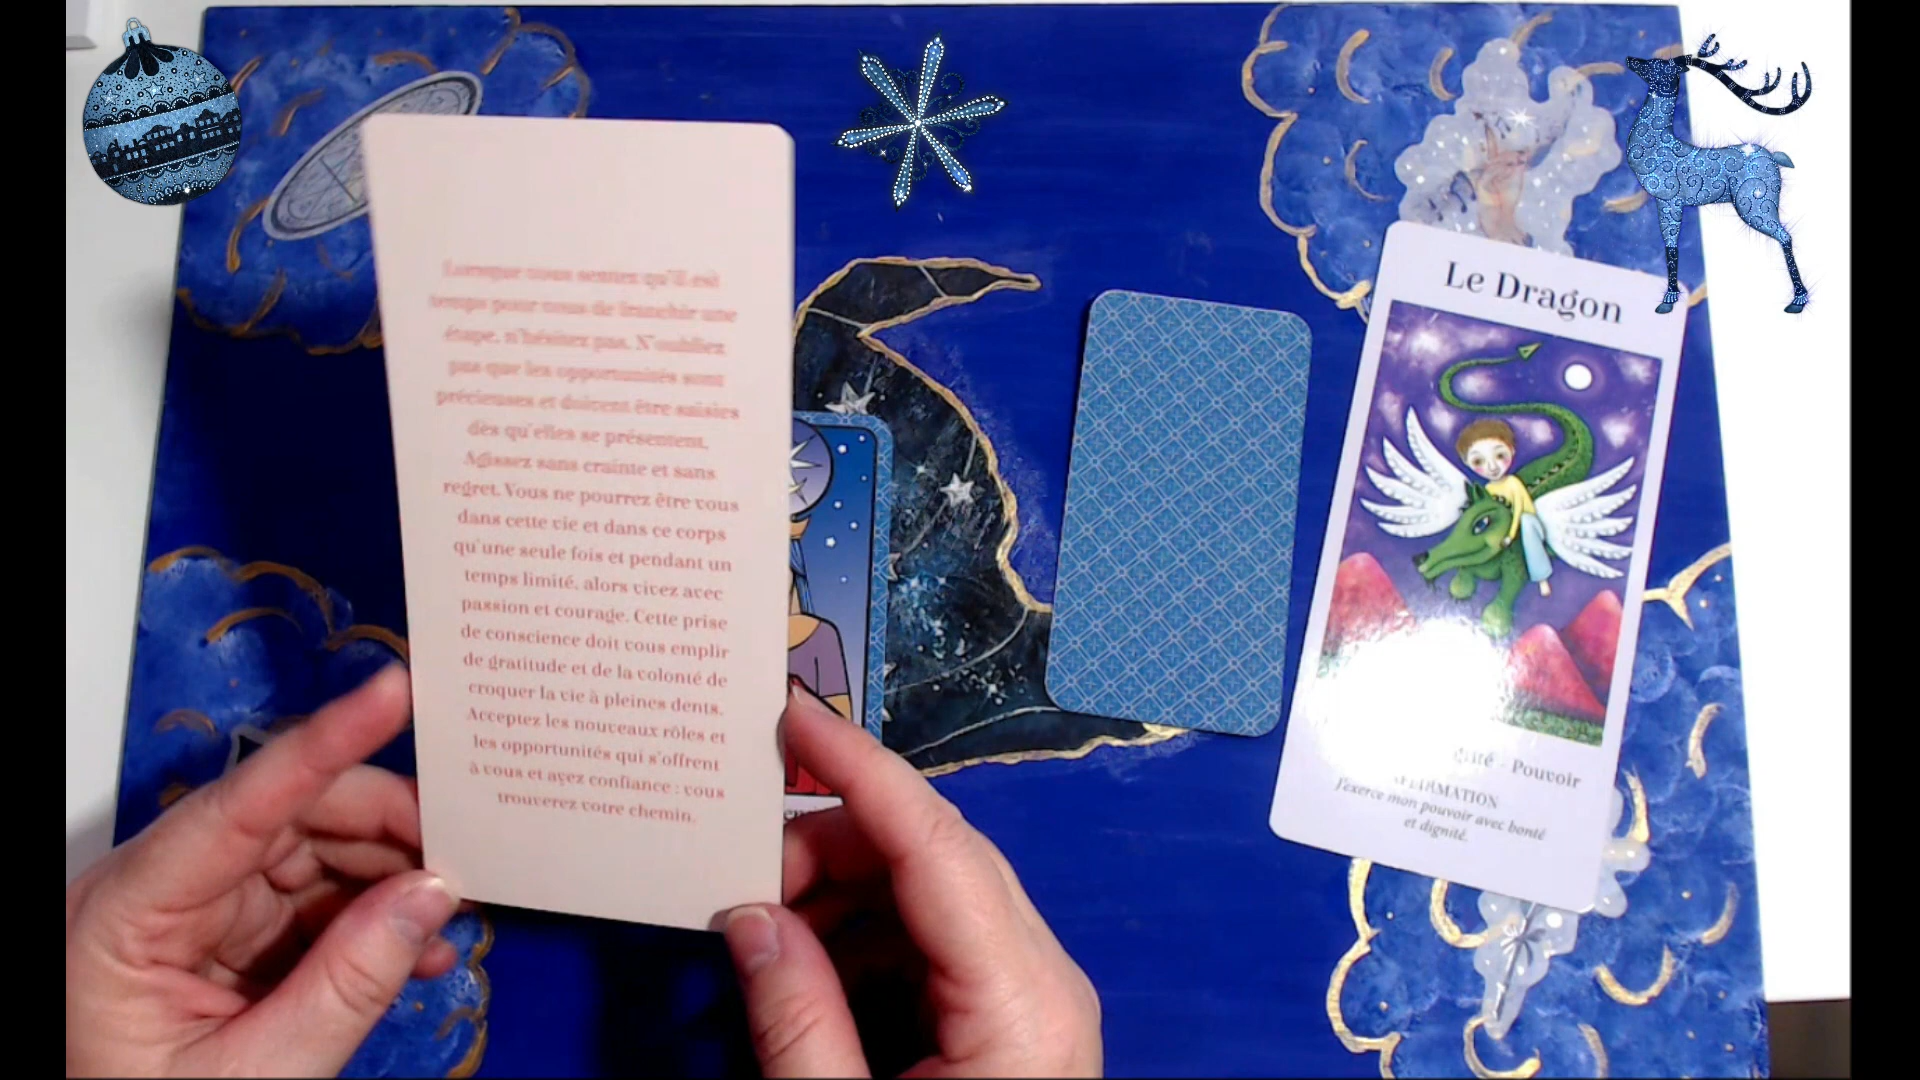 Lorsque vous sentez qu'il est
temps pour vous de franchir une
étape, n'hésitez pas. N'oubliez
pas que les opportunités sont
précieuses et doivent être saisies
dès qu'elles se présentent.
Agissez sans crainte et sans
regret. Vous ne pourrez être vous
dans cette vie et dans ce corps
qu'une seule fois et pendant un
temps limité, alors vivez avec
passion et courage. Cette prise
de conscience doit vous emplir
de gratitude et de la volonté de
croquer la vie à pleines dents.
Acceptez les nouveaux rôles et
les opportunités qui s'offrent
à vous et ayez confiance : vous
trouverez votre chemin.
Le Dragon
- Pouvoir
J'exerce mon pouvoir avec bonté
et dignité.